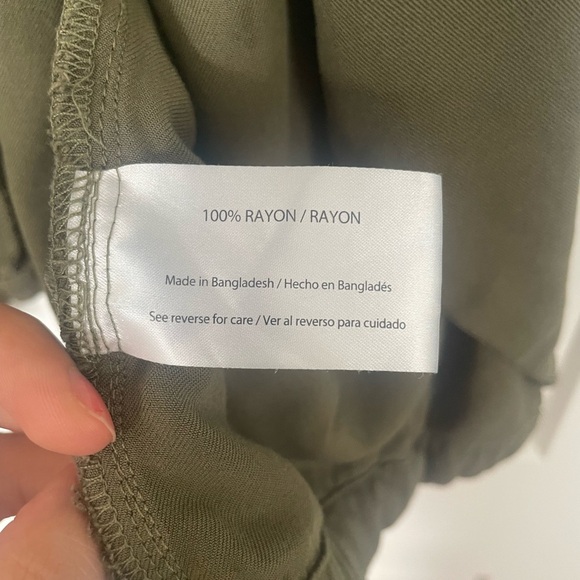 100% RAYON / RAYON
Made in Bangladesh / Hecho en Bangladés
See reverse for care / Ver al reverso para cuidado